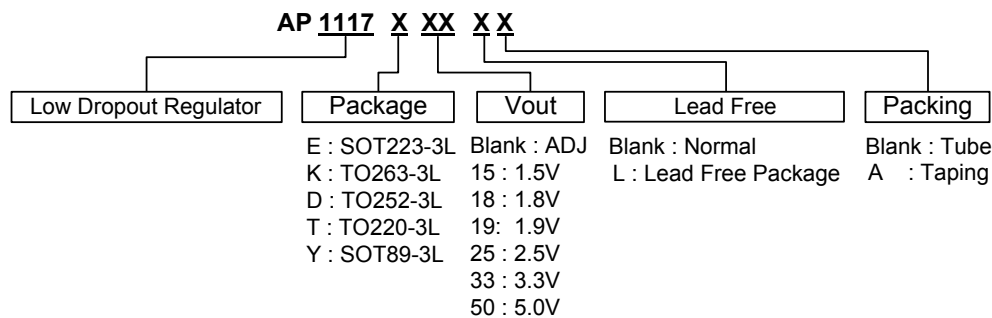 AP 1117 X XX X X
Low Dropout Regulator
Package
Vout
Lead Free
Packing
E : SOT223-3L
K : TO263-3L
D : TO252-3L
T : TO220-3L
Y : SOT89-3L
Blank : ADJ
15 : 1.5V
18 : 1.8V
19: 1.9V
25 : 2.5V
33 : 3.3V
50 : 5.0V
Blank : Normal
L : Lead Free Package
Blank : Tube
A : Taping